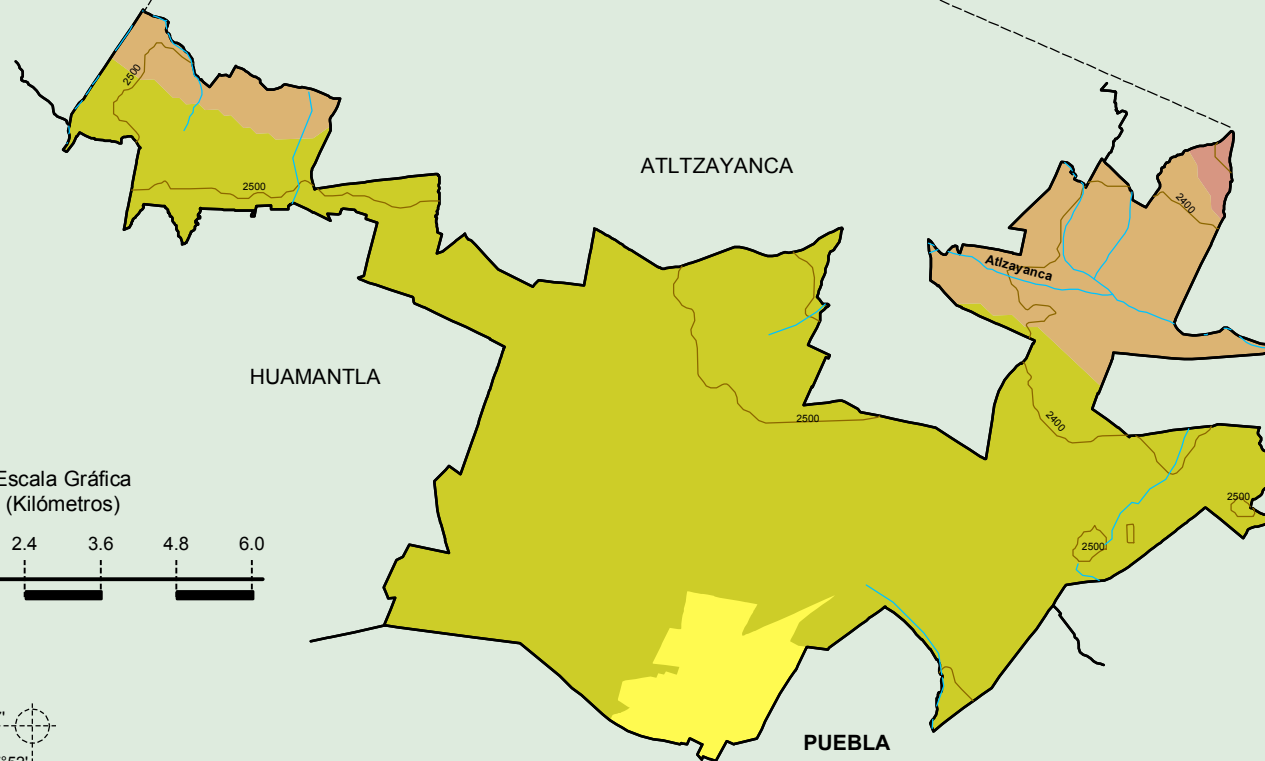 2500
2500
ATLTZAYANCA
2400
Atlzayanca
HUAMANTLA
2500
2400
Escala Gráfica
(Kilómetros)
2.4 3.6 4.8 6.0
2500
2500
PUEBLA